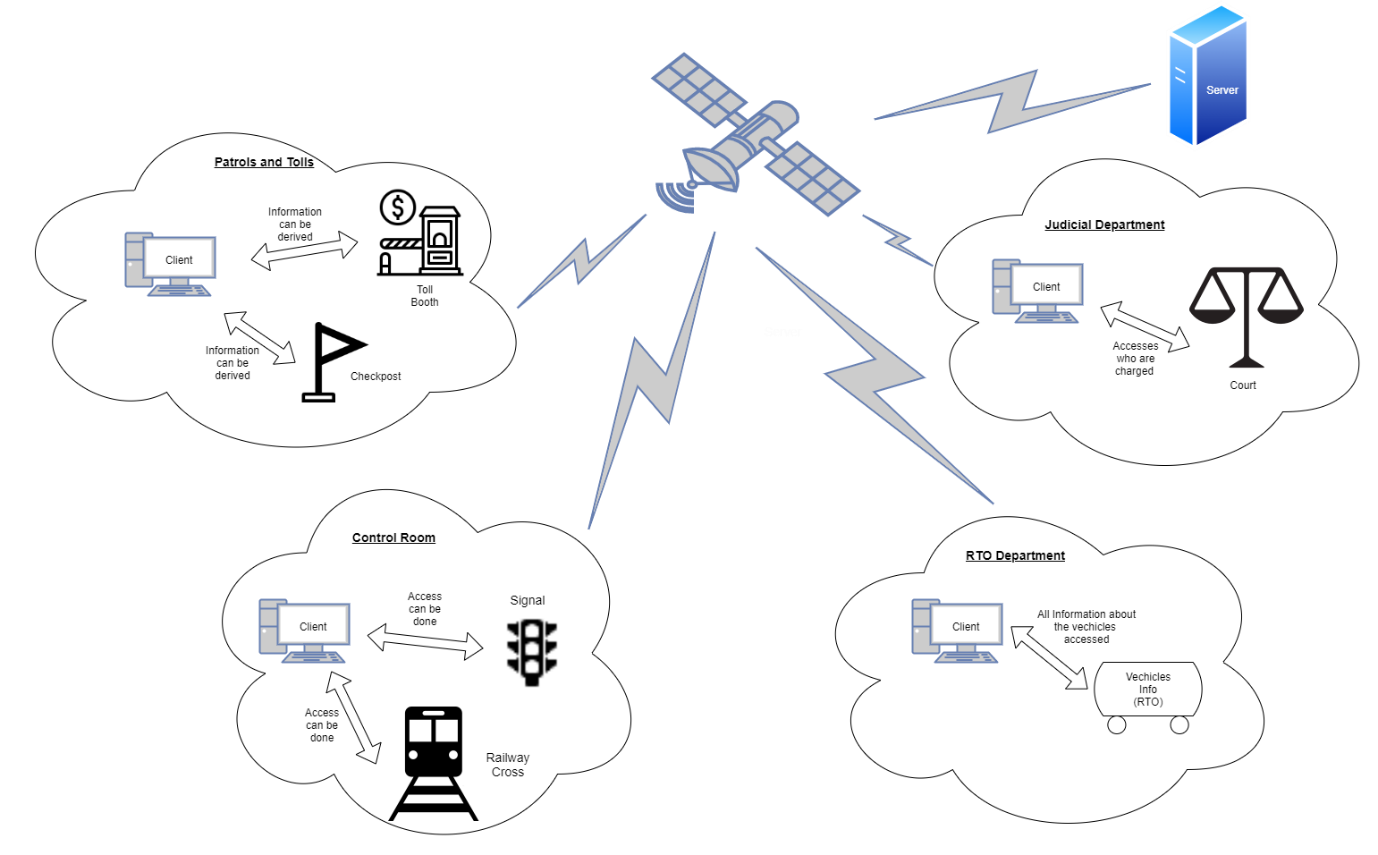 Server
Patrols and Tolls
Information
can be
derived
Client
Toll
Booth
Information
can be
derived
Checkpost
Judicial Department
Client
Accesses
who are
charged
Court
Control Room
Access
can be
done
Signal
Client
Access
can be
done
Railway
Cross
RTO Department
Client
All Information about
the vechicles
accessed
Vechicles
Info
(RTO)